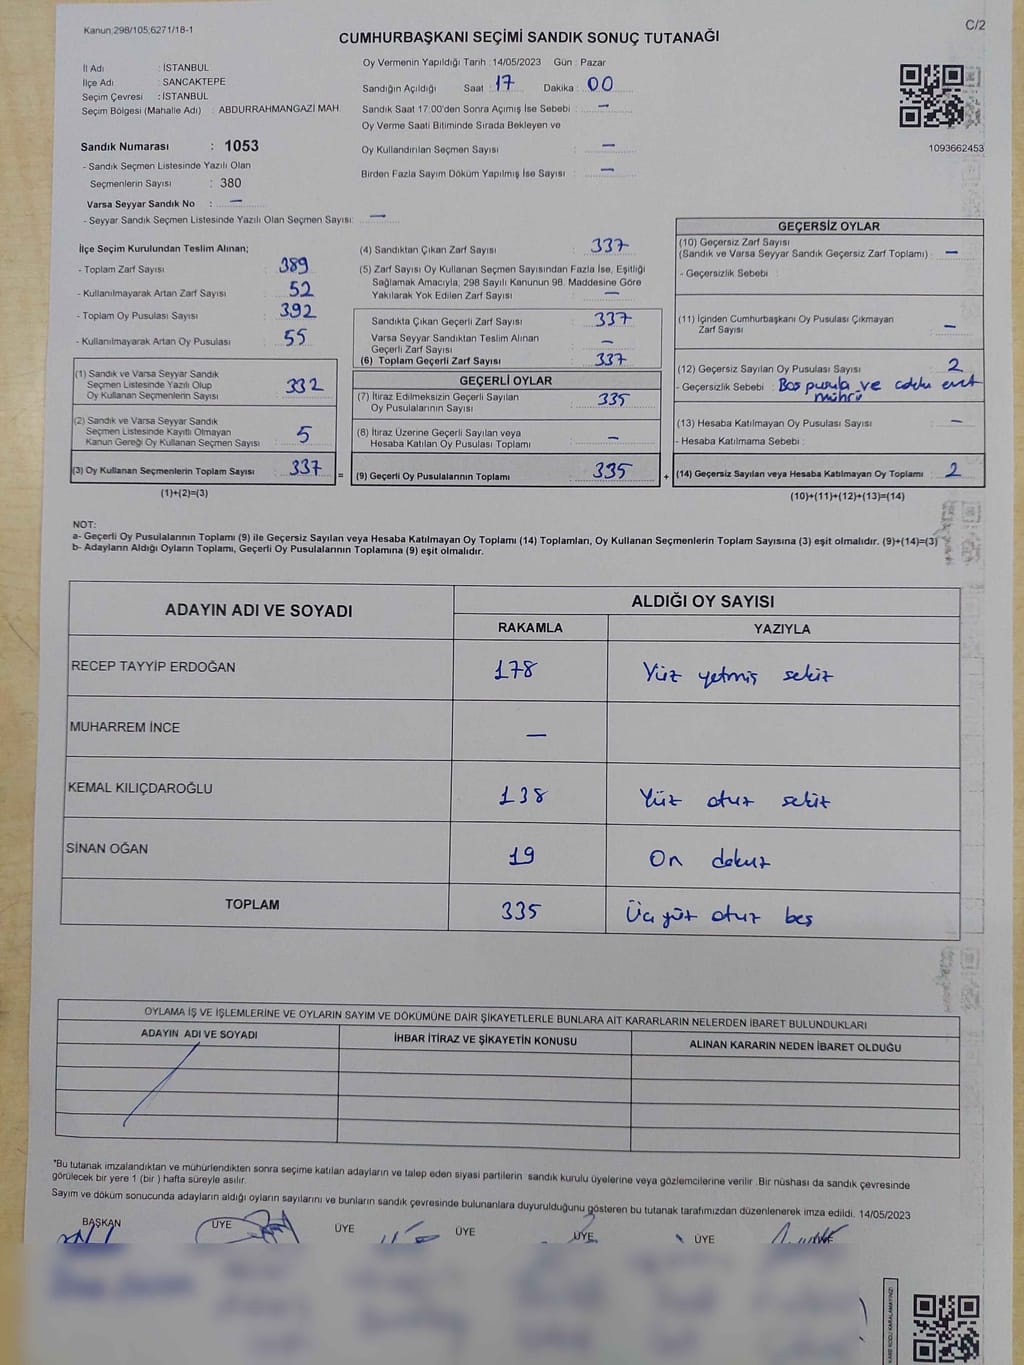 Kanun;298/105;6271/18-1
C/2
CUMHURBAŞKANI SEÇİMİ SANDIK SONUÇ TUTANAĞI
İl Adı : İSTANBUL
İlçe Adı : SANCAKTEPE
Seçim Çevresi : İSTANBUL
Seçim Bölgesi (Mahalle Adı) : ABDURRAHMANGAZİ MAH.
Sandık Numarası : 1053
- Sandık Seçmen Listesinde Yazılı Olan
Seçmenlerin Sayısı : 380
Varsa Seyyar Sandık No : —
- Seyyar Sandık Seçmen Listesinde Yazılı Olan Seçmen Sayısı: —
Oy Vermenin Yapıldığı Tarih : 14/05/2023 Gün : Pazar
Sandığın Açıldığı Saat : 17 Dakika : 00
Sandık Saat 17:00'den Sonra Açımış İse Sebebi : —
Oy Verme Saati Bitiminde Sırada Bekleyen ve
Oy Kullandırılan Seçmen Sayısı : —
Birden Fazla Sayım Döküm Yapılmış İse Sayısı : —
1093662453
İlçe Seçim Kurulundan Teslim Alınan;
- Toplam Zarf Sayısı : 389
- Kullanılmayarak Artan Zarf Sayısı : 52
- Toplam Oy Pusulası Sayısı : 392
- Kullanılmayarak Artan Oy Pusulası : 55
(1) Sandık ve Varsa Seyyar Sandık
Seçmen Listesinde Yazılı Olup
Oy Kullanan Seçmenlerin Sayısı : 332
(2) Sandık ve Varsa Seyyar Sandık
Seçmen Listesinde Kayıtlı Olmayan
Kanun Gereği Oy Kullanan Seçmen Sayısı : 5
(3) Oy Kullanan Seçmenlerin Toplam Sayısı : 337
(1)+(2)=(3)
(4) Sandıktan Çıkan Zarf Sayısı : 337
(5) Zarf Sayısı Oy Kullanan Seçmen Sayısından Fazla İse, Eşitliği
Sağlamak Amacıyla; 298 Sayılı Kanunun 98. Maddesine Göre
Yakılarak Yok Edilen Zarf Sayısı : —
Sandıkta Çıkan Geçerli Zarf Sayısı : 337
Varsa Seyyar Sandıktan Teslim Alınan
Geçerli Zarf Sayısı : —
(6) Toplam Geçerli Zarf Sayısı : 337
GEÇERLİ OYLAR
(7) İtiraz Edilmeksizin Geçerli Sayılan
Oy Pusulalarının Sayısı : 335
(8) İtiraz Üzerine Geçerli Sayılan veya
Hesaba Katılan Oy Pusulası Toplamı : —
= (9) Geçerli Oy Pusulalarının Toplamı : 335
GEÇERSİZ OYLAR
(10) Geçersiz Zarf Sayısı
(Sandık ve Varsa Seyyar Sandık Geçersiz Zarf Toplamı) : —
- Geçersizlik Sebebi :
(11) İçinden Cumhurbaşkanı Oy Pusulası Çıkmayan
Zarf Sayısı : —
(12) Geçersiz Sayılan Oy Pusulası Sayısı : 2
- Geçersizlik Sebebi : Boş pusula ve evet
mührü
(13) Hesaba Katılmayan Oy Pusulası Sayısı : —
- Hesaba Katılmama Sebebi :
+ (14) Geçersiz Sayılan veya Hesaba Katılmayan Oy Toplamı : 2
(10)+(11)+(12)+(13)=(14)
NOT:
a- Geçerli Oy Pusulalarının Toplamı (9) ile Geçersiz Sayılan veya Hesaba Katılmayan Oy Toplamı (14) Toplamları, Oy Kullanan Seçmenlerin Toplam Sayısına (3) eşit olmalıdır. (9)+(14)=(3)
b- Adayların Aldığı Oyların Toplamı, Geçerli Oy Pusulalarının Toplamına (9) eşit olmalıdır.
ADAYIN ADI VE SOYADI
ALDIĞI OY SAYISI
RAKAMLA YAZIYLA
RECEP TAYYİP ERDOĞAN 178 Yüz yetmiş sekiz
MUHARREM İNCE —
KEMAL KILIÇDAROĞLU 138 Yüz otuz sekiz
SİNAN OĞAN 19 On dokuz
TOPLAM 335 Üçyüz otuz beş
OYLAMA İŞ VE İŞLEMLERİNE VE OYLARIN SAYIM VE DÖKÜMÜNE DAİR ŞİKAYETLERLE BUNLARA AİT KARARLARIN NELERDEN İBARET BULUNDUKLARI
ADAYIN ADI VE SOYADI İHBAR İTİRAZ VE ŞİKAYETİN KONUSU ALINAN KARARIN NEDEN İBARET OLDUĞU
*Bu tutanak imzalandıktan ve mühürlendikten sonra seçime katılan adayların ve talep eden siyasi partilerin sandık kurulu üyelerine veya gözlemcilerine verilir. Bir nüshası da sandık çevresinde
görülecek bir yere 1 (bir ) hafta süreyle asılır.
Sayım ve döküm sonucunda adayların aldığı oyların sayılarını ve bunların sandık çevresinde bulunanlara duyurulduğunu gösteren bu tutanak tarafımızdan düzenlenerek imza edildi. 14/05/2023
BAŞKAN ÜYE ÜYE ÜYE ÜYE ÜYE